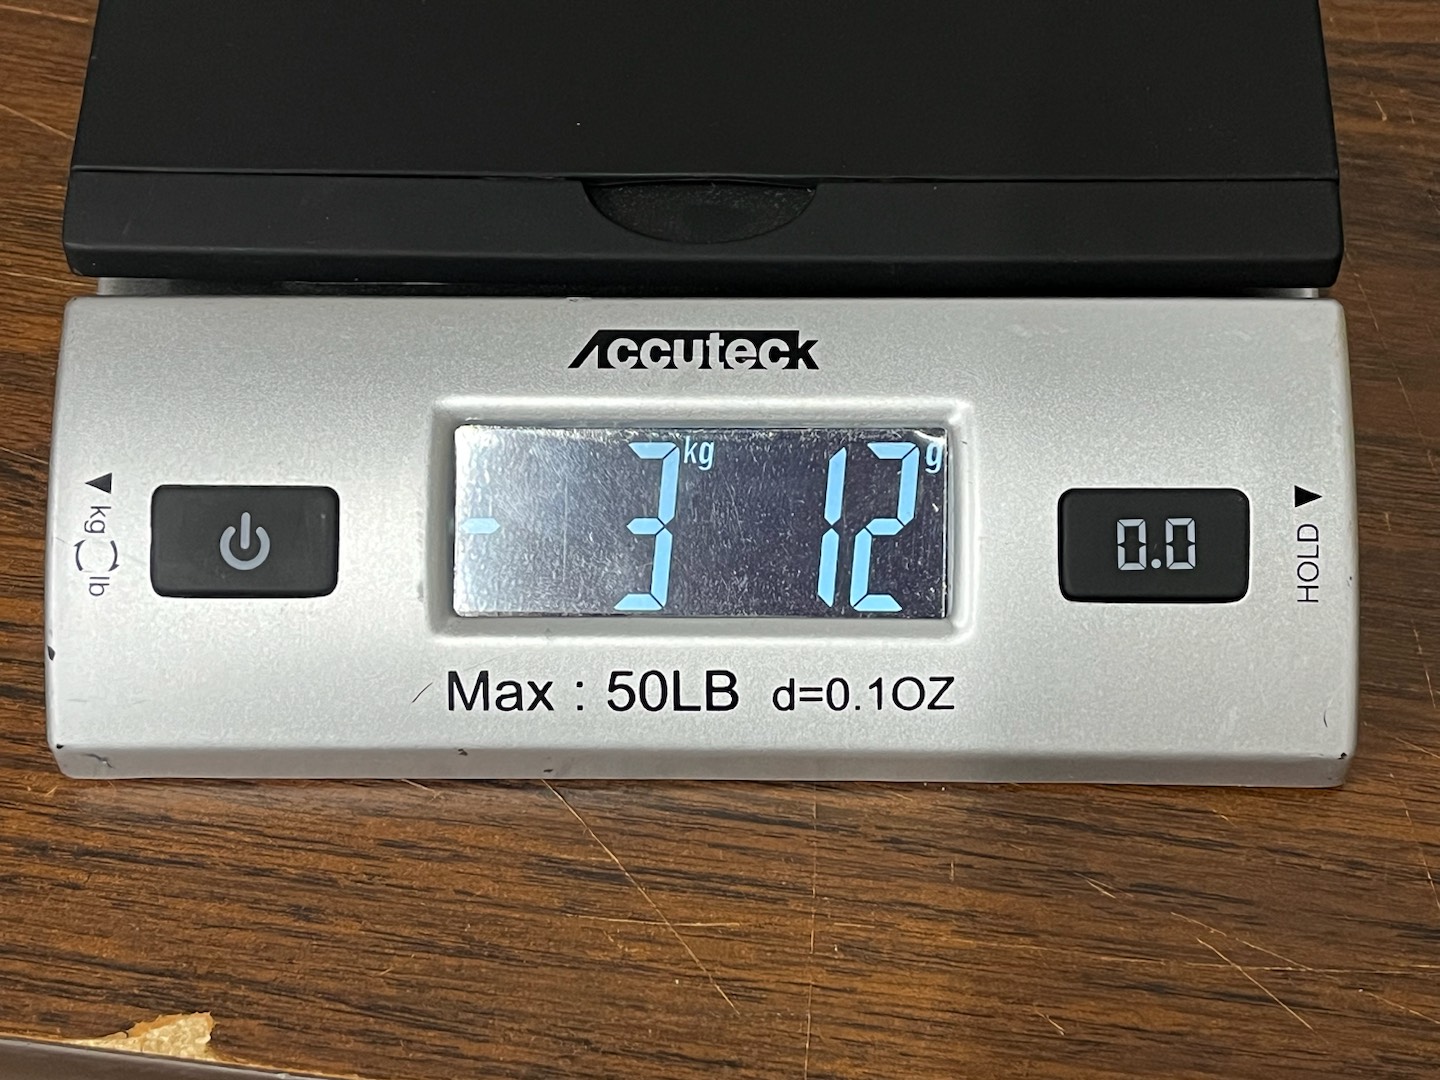 Accuteck
- 3 kg 12 g
kg lb
0.0
HOLD
Max : 50LB d=0.1OZ